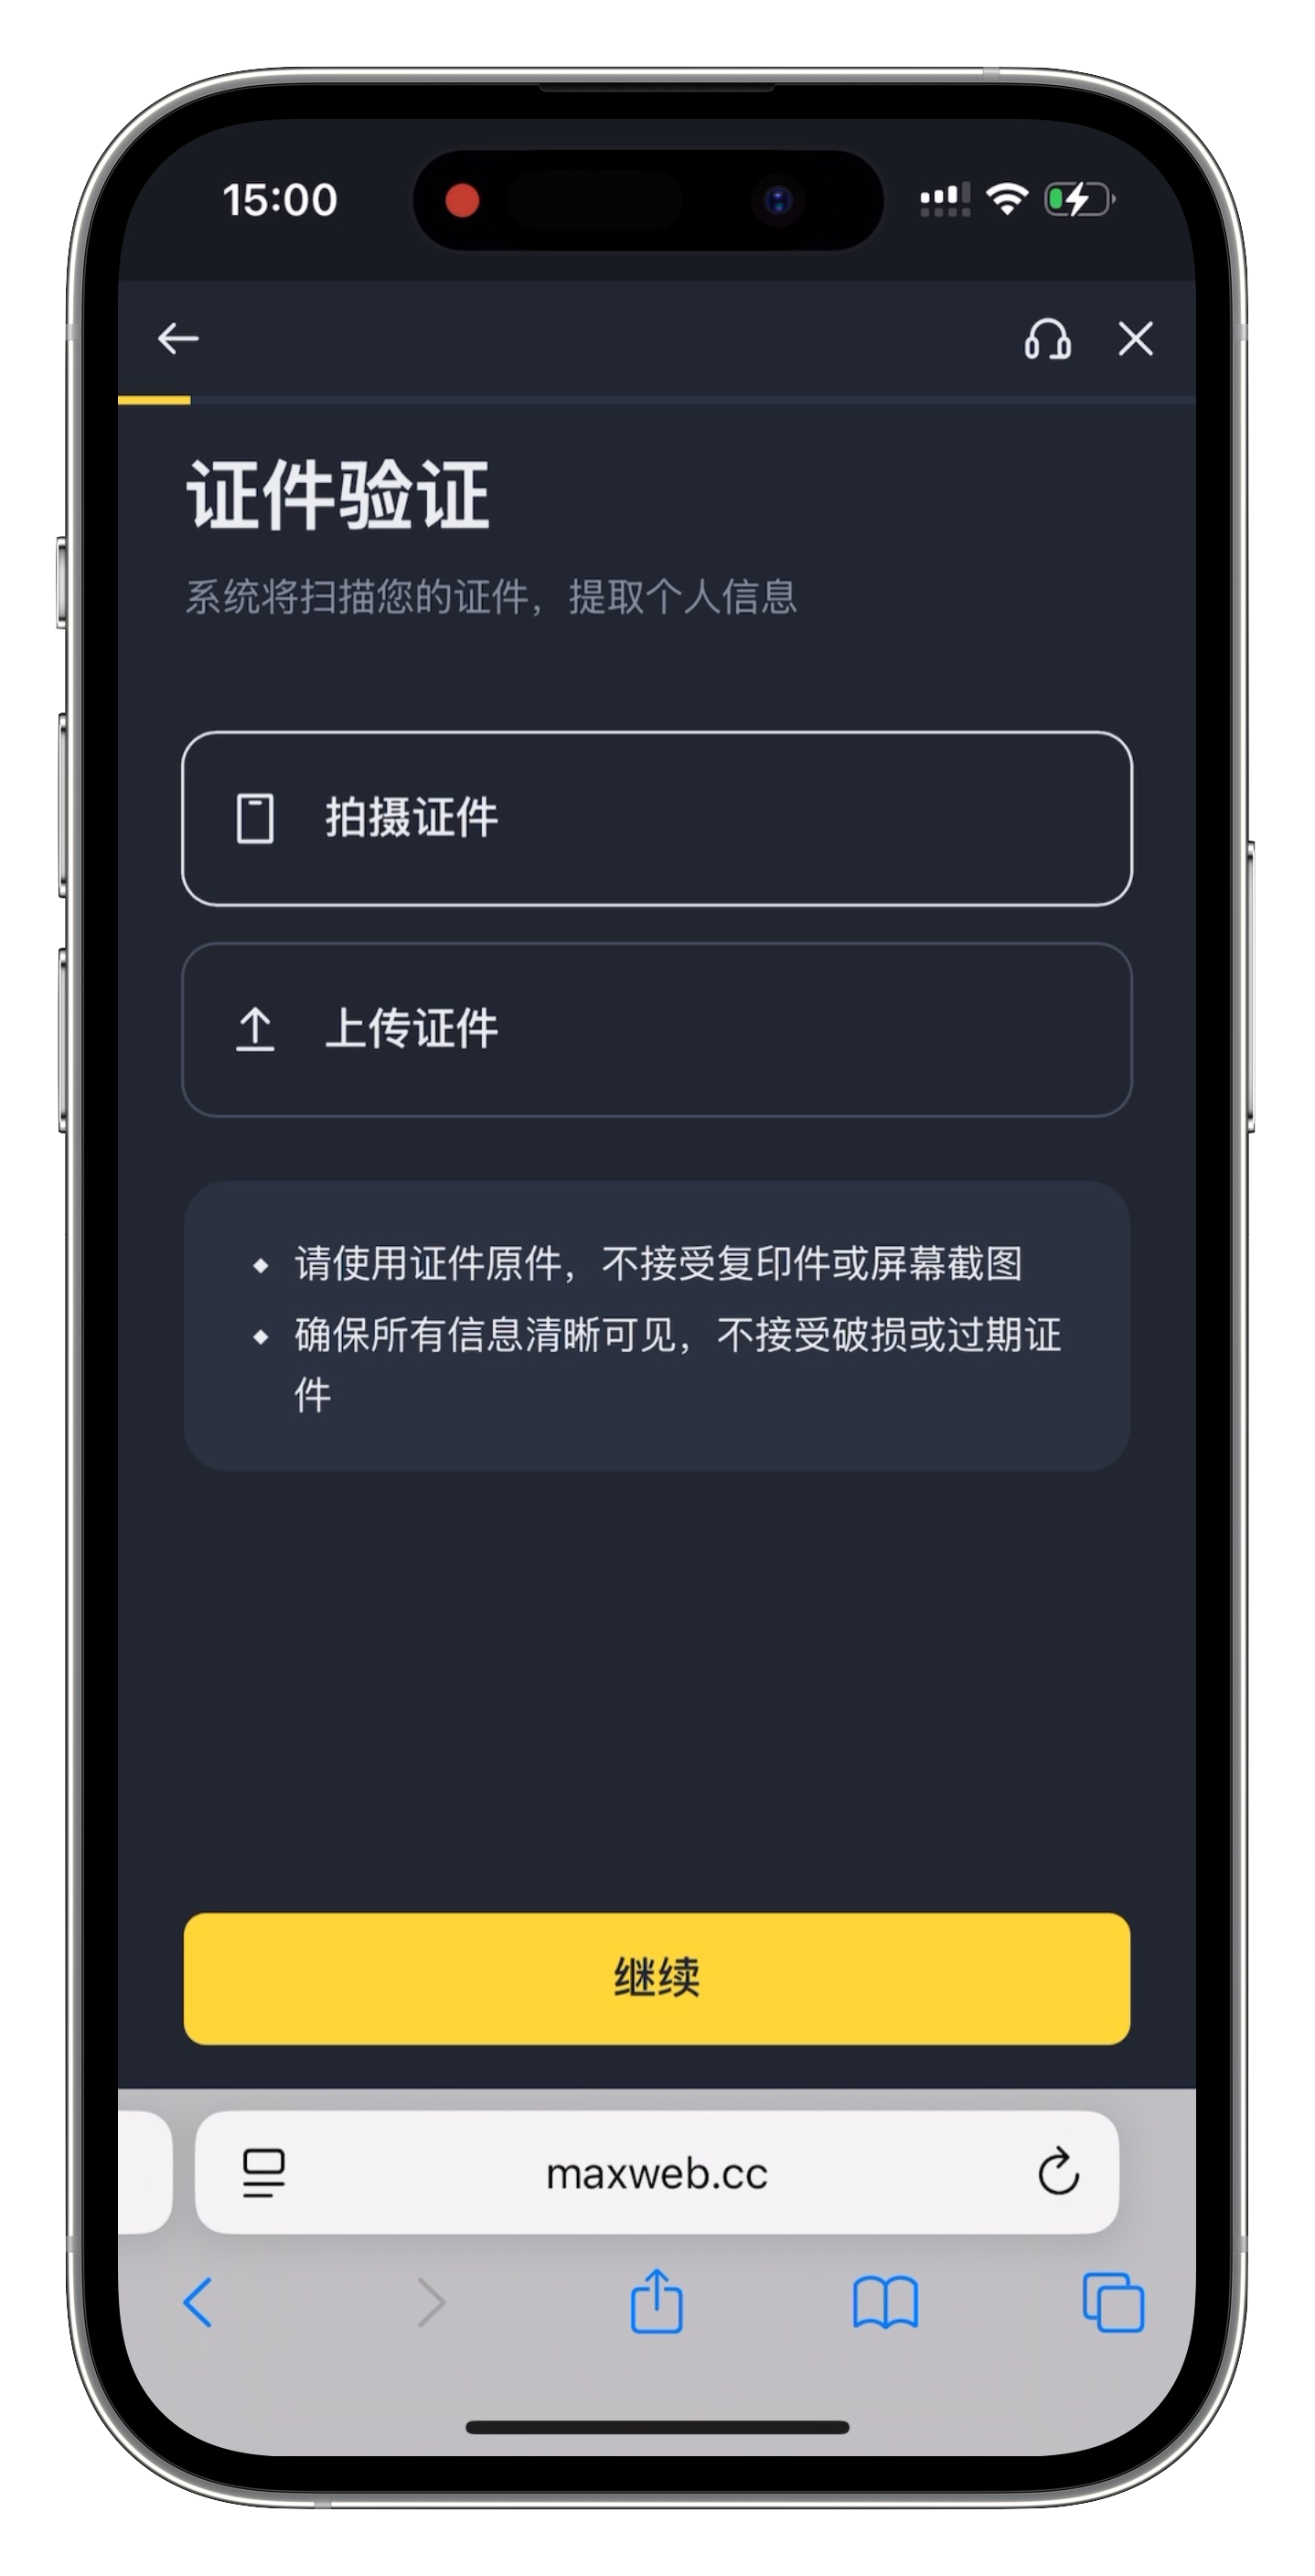 15:00
证件验证
系统将扫描您的证件，提取个人信息
拍摄证件
上传证件
请使用证件原件，不接受复印件或屏幕截图
确保所有信息清晰可见，不接受破损或过期证
件
继续
maxweb.cc